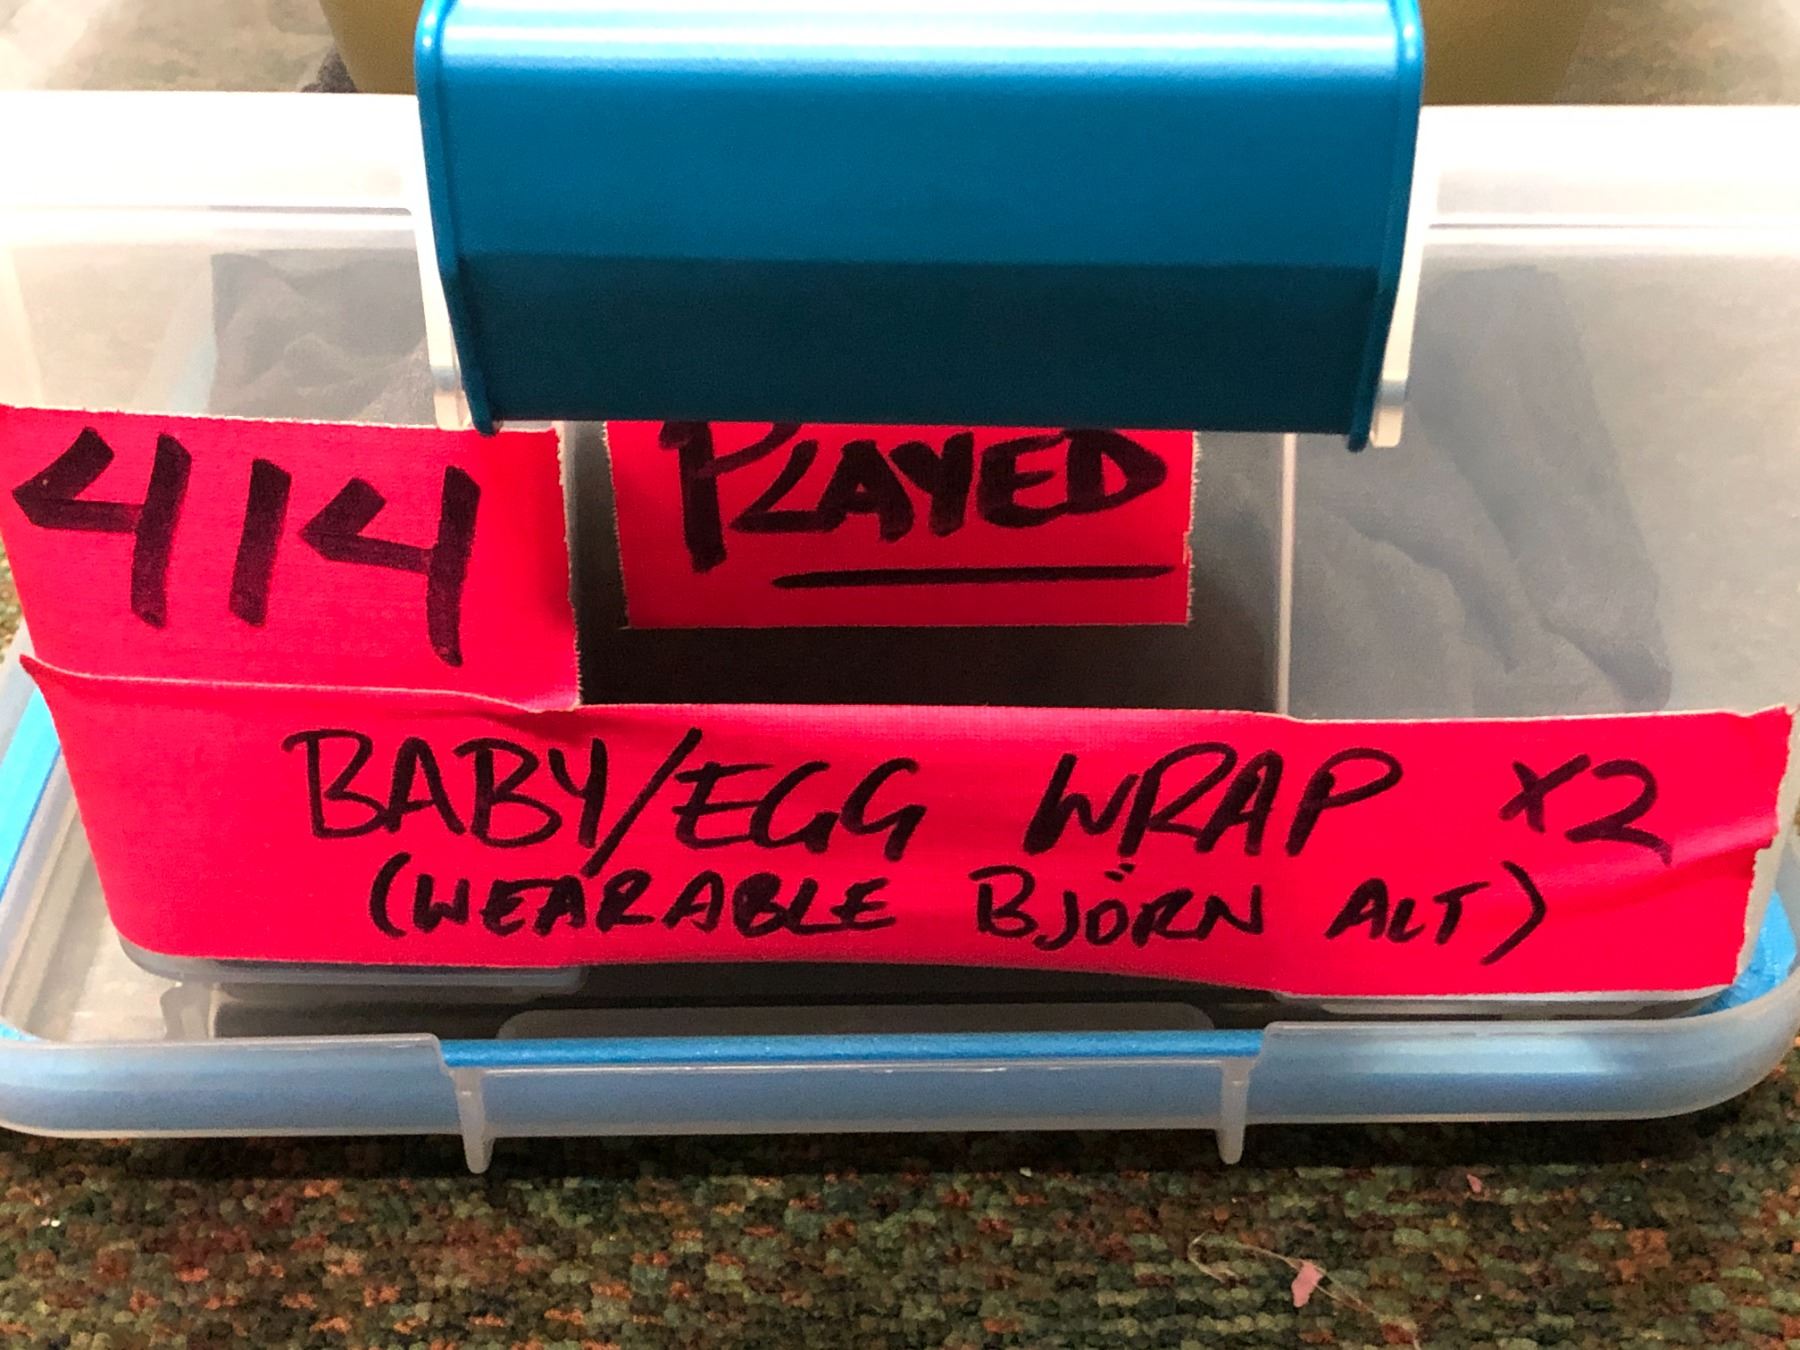 414
PLAYED
BABY/EGG WRAP x2
(WEARABLE BJÖRN ALT)